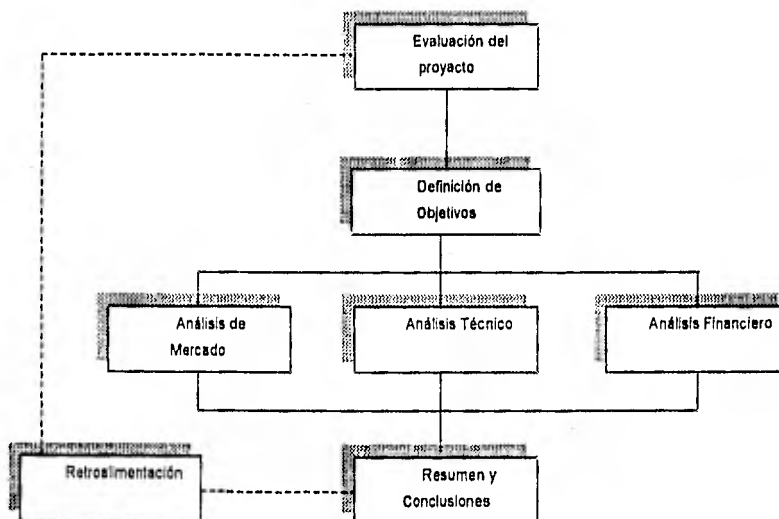 Evaluación del
proyecto
Definición de
Objetivos
Análisis de
Mercado
Análisis Técnico
Análisis Financiero
Retroalimentación
Resumen y
Conclusiones